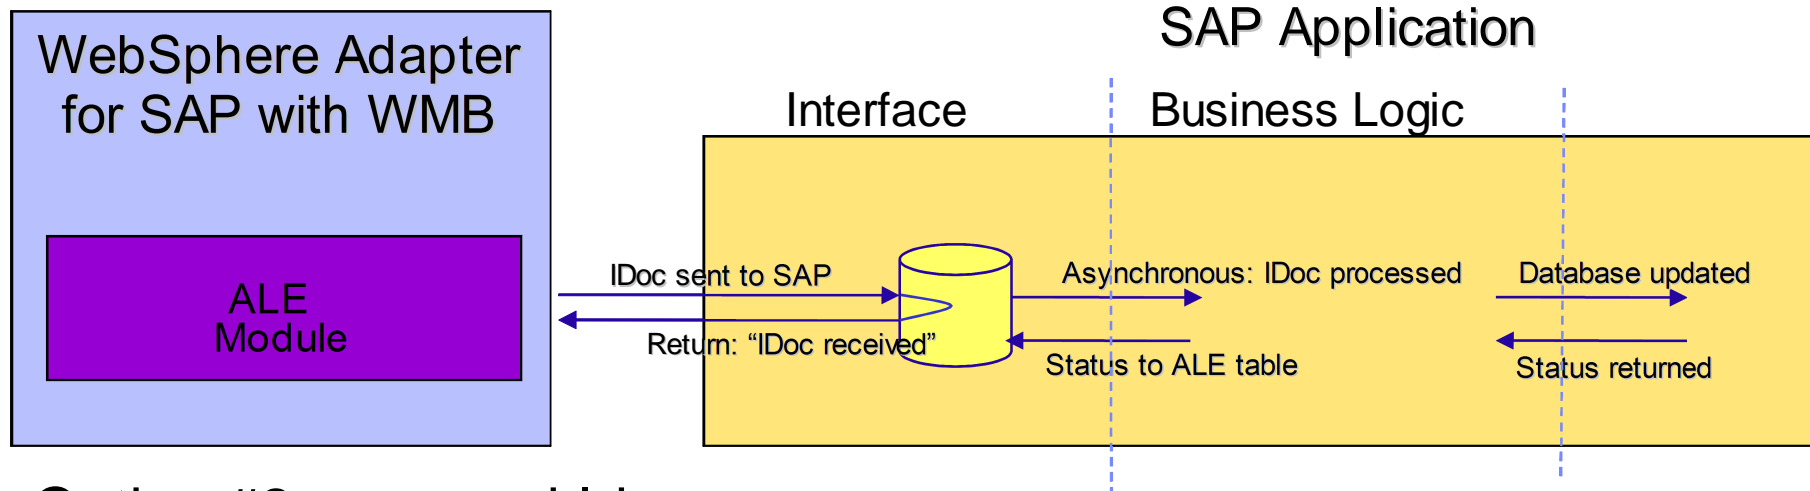 WebSphere Adapter
for SAP with WMB
ALE
Module
SAP Application
Interface
Business Logic
IDoc sent to SAP
Return: “IDoc received”
Asynchronous: IDoc processed
Status to ALE table
Database updated
Status returned